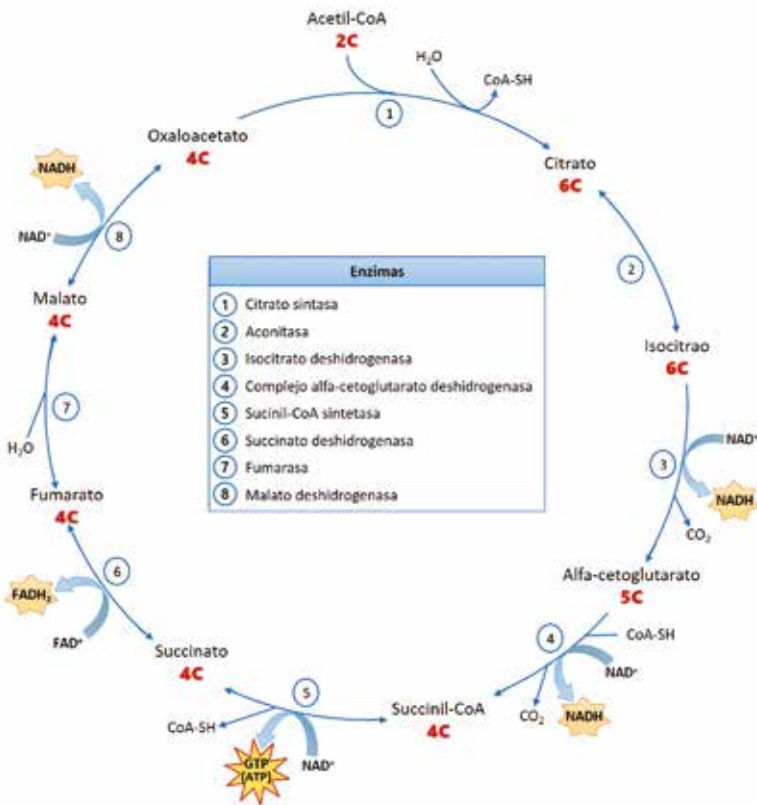 Acetil-CoA
2C
H₂O
CoA-SH
1
Oxaloacetato
4C
Citrato
6C
NADH
NAD⁺
8
2
Malato
4C
Isocitrao
6C
Enzimas
1 Citrato sintasa
2 Aconitasa
3 Isocitrato deshidrogenasa
4 Complejo alfa-cetoglutarato deshidrogenasa
5 Sucinil-CoA sintetasa
6 Succinato deshidrogenasa
7 Fumarasa
8 Malato deshidrogenasa
7
H₂O
3
NAD⁺
NADH
CO₂
Fumarato
4C
Alfa-cetoglutarato
5C
6
FADH₂
FAD⁺
4
CoA-SH
NAD⁺
NADH
CO₂
Succinato
4C
5
CoA-SH
GTP
[ATP]
NAD⁺
Succinil-CoA
4C